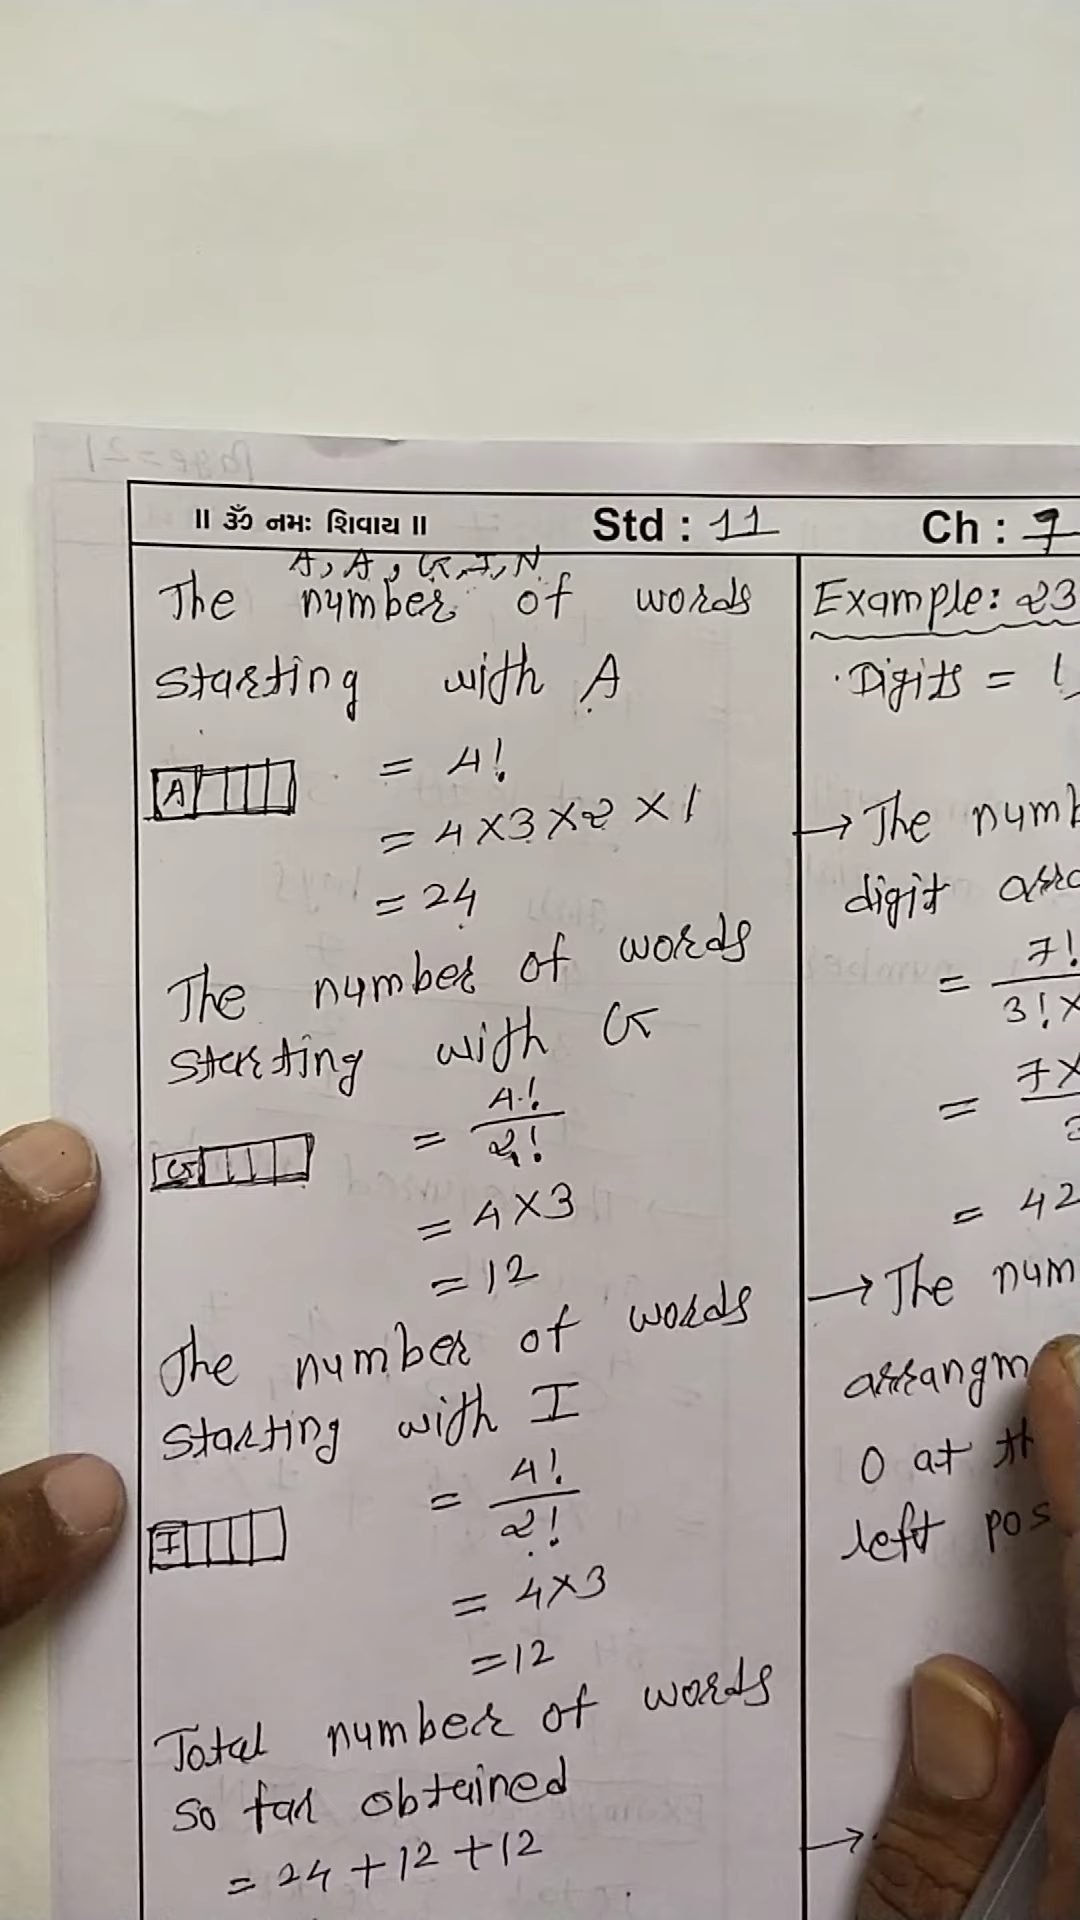 ॥ ૐ નમઃ શિવાય ॥ Std : 11 Ch : 7
A, A, G, I, N
The number of words
starting with A
A = 4!
= 4 × 3 × 2 × 1
= 24
The number of words
starting with G
G = 4!/2!
= 4 × 3
= 12
The number of words
starting with I
I = 4!/2!
= 4×3
=12
Total number of words
so far obtained
= 24 + 12 + 12
Example: 23
Digits = 1,
→ The numb
digit arra
= 7!
3! ×
= 7×
3
= 42
→ The num
arrangm
0 at th
left pos
→